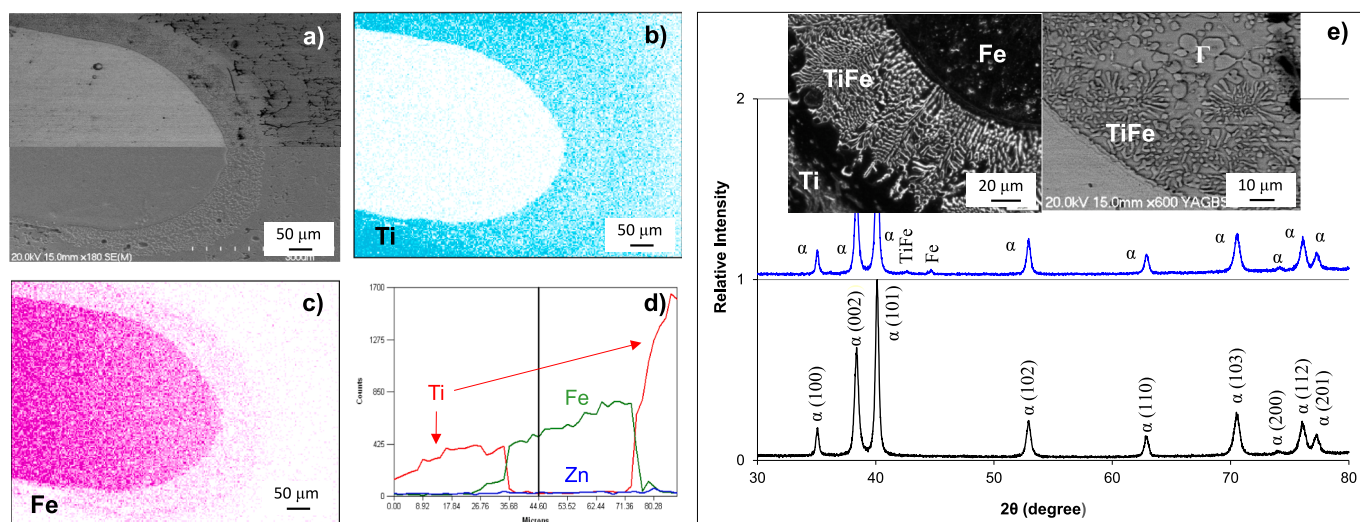 a)
50 μm
20.0kV 15.0mm x180 SE(M)
300um
b)
50 μm
Ti
c)
50 μm
Fe
d)
1700
1275
850
425
0
Counts
Ti
Fe
Zn
0.00 8.92 17.84 26.76 35.68 44.60 53.52 62.44 71.36 80.28
Microns
e)
TiFe
Fe
Ti
20 μm
Γ
TiFe
10 μm
20.0kV 15.0mm x600 YAGBS
Relative Intensity
2
1
0
α
α
α
TiFe
Fe
α
α
α
α
α
α
α (100)
α (002)
α (101)
α (102)
α (110)
α (103)
α (200)
α (112)
α (201)
30 40 50 60 70 80
2θ (degree)